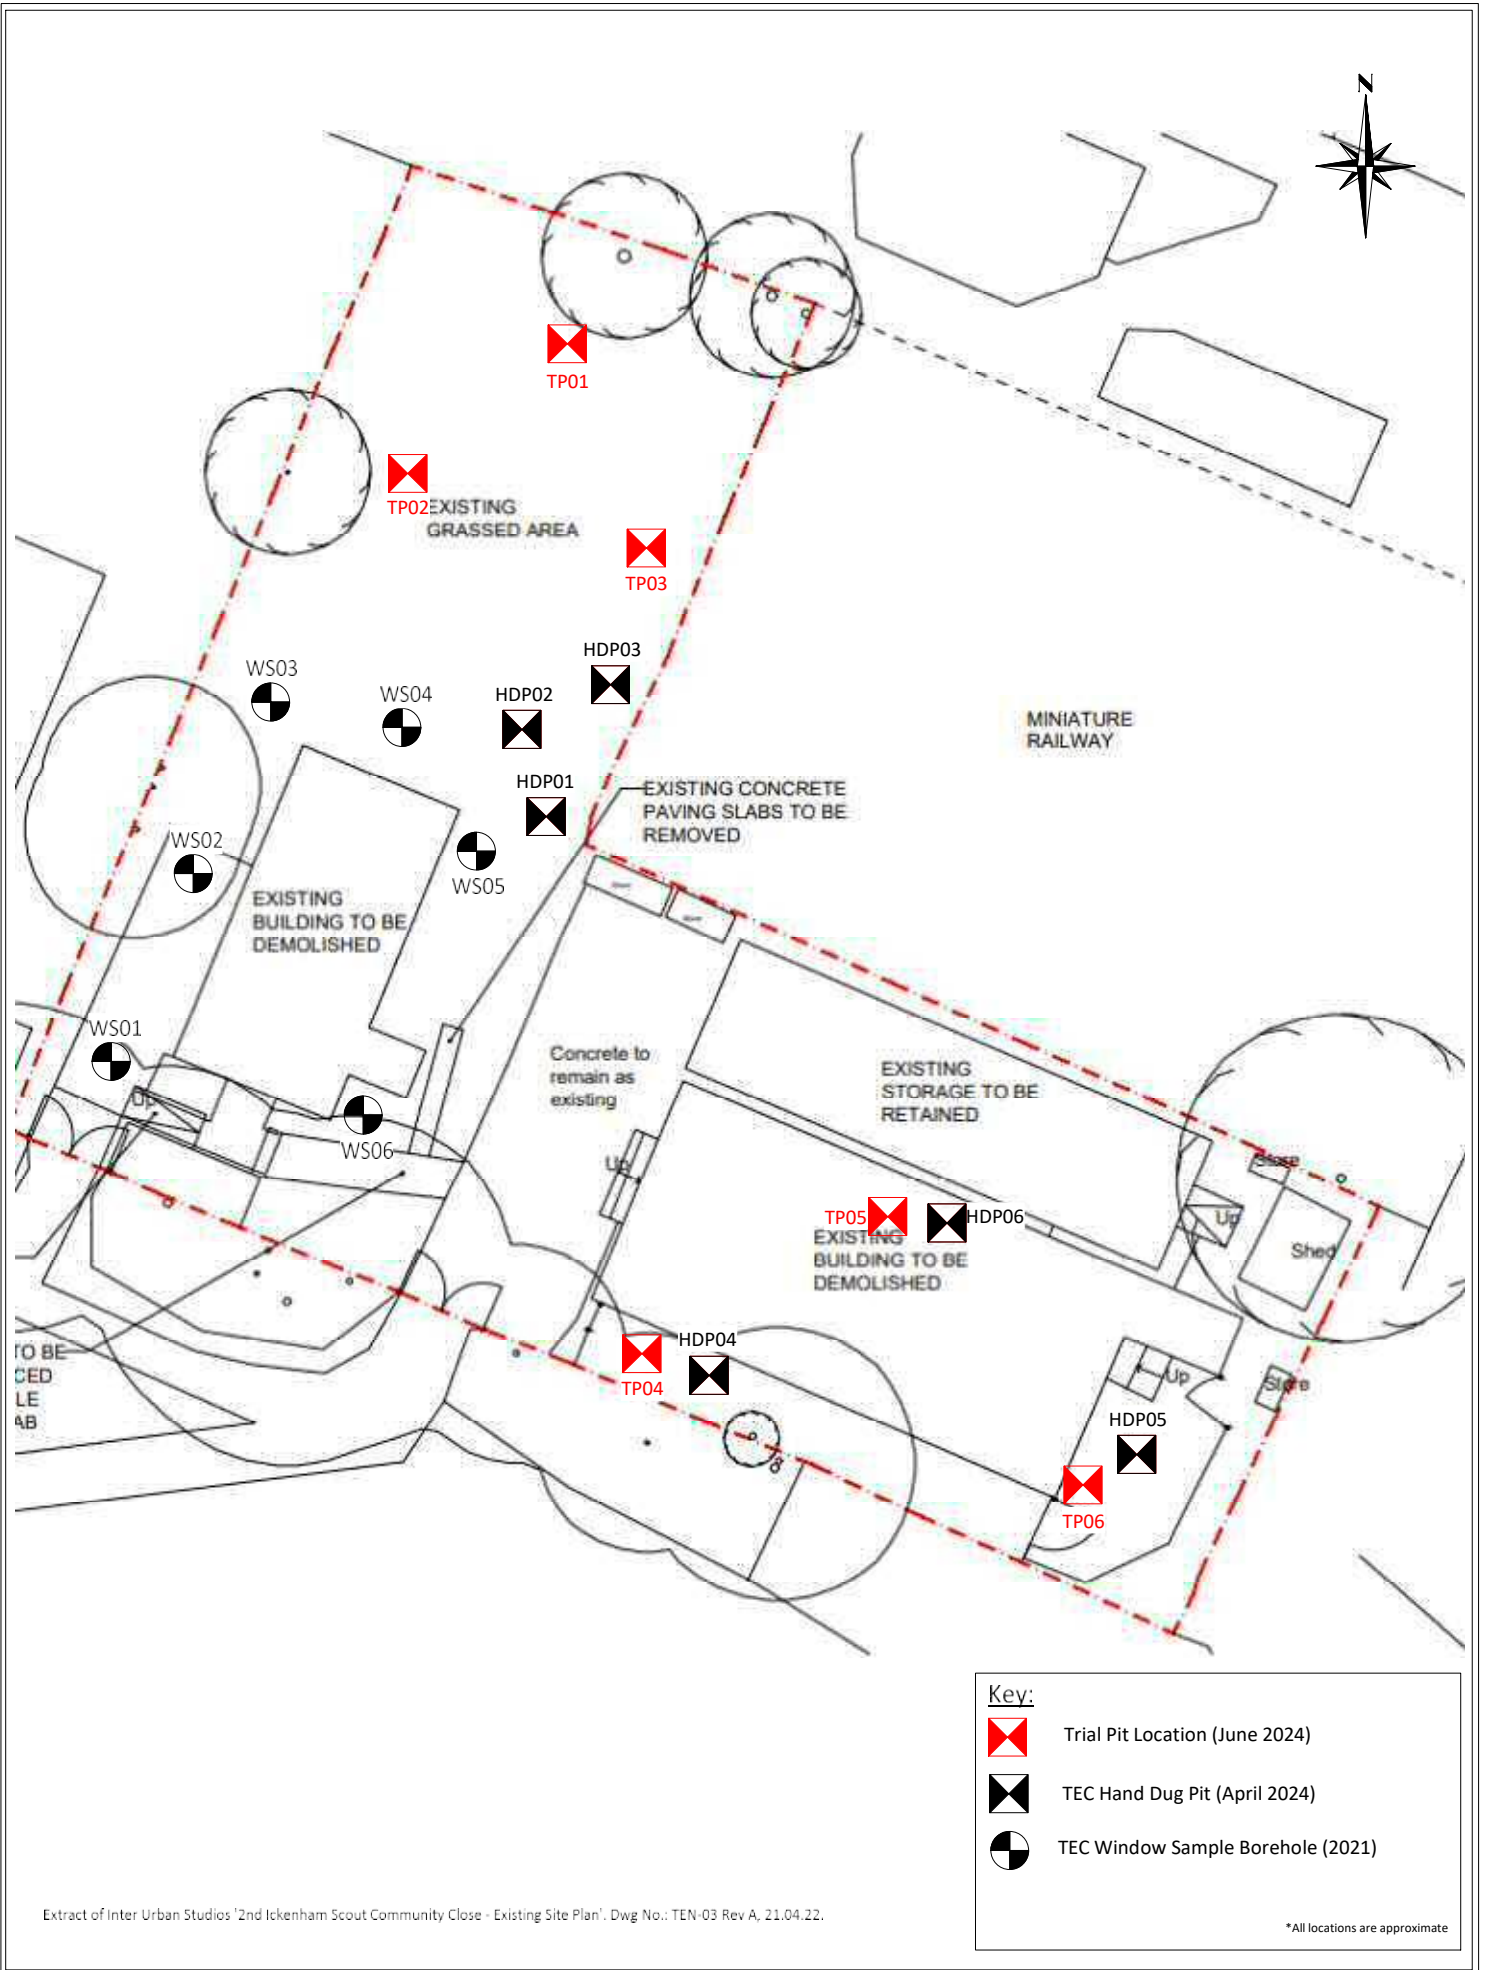 N
TP01
TP02
EXISTING
GRASSED AREA
TP03
HDP03
WS03
WS04
HDP02
MINIATURE
RAILWAY
HDP01
EXISTING CONCRETE
PAVING SLABS TO BE
REMOVED
WS02
WS05
EXISTING
BUILDING TO BE
DEMOLISHED
WS01
Concrete to
remain as
existing
EXISTING
STORAGE TO BE
RETAINED
Up
WS06
Up
Store
TP05
HDP06
Up
EXISTING
BUILDING TO BE
DEMOLISHED
Shed
HDP04
TP04
TO BE
CED
LE
AB
Up
Store
HDP05
TP06
Key:
Trial Pit Location (June 2024)
TEC Hand Dug Pit (April 2024)
TEC Window Sample Borehole (2021)
Extract of Inter Urban Studios '2nd Ickenham Scout Community Close - Existing Site Plan'. Dwg No.: TEN-03 Rev A, 21.04.22.
*All locations are approximate